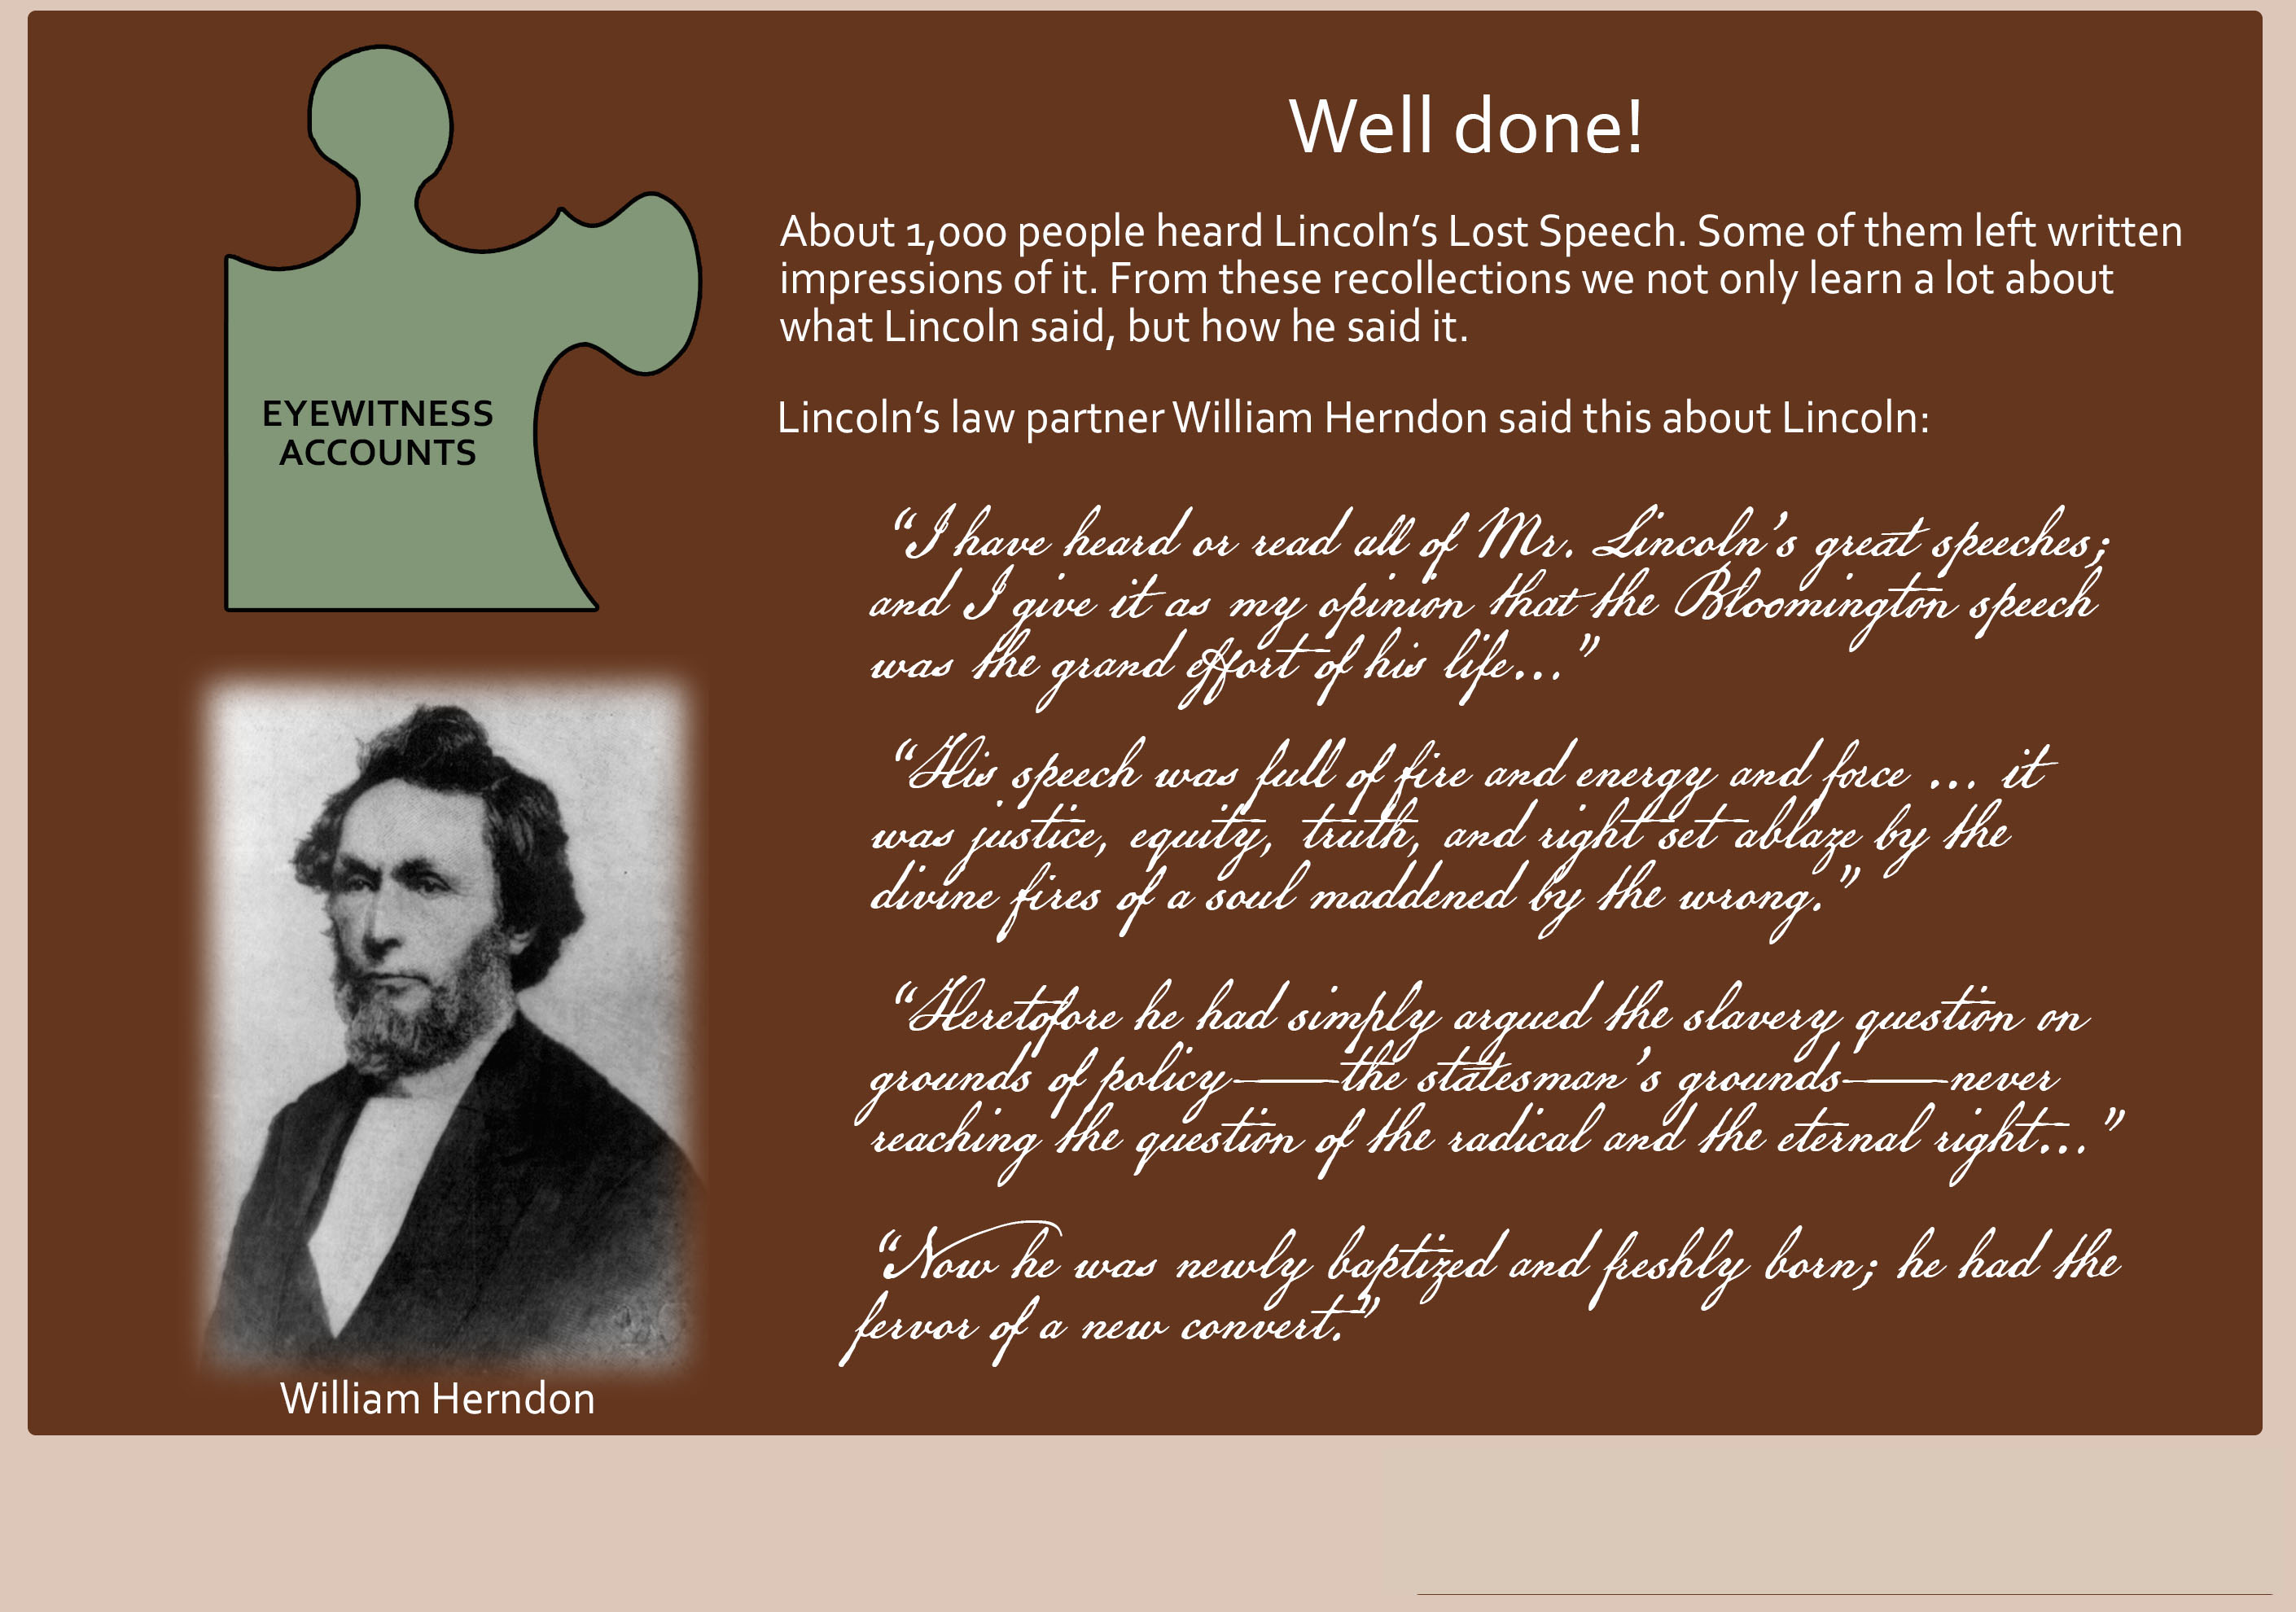 Well done!
About 1,000 people heard Lincoln’s Lost Speech. Some of them left written
impressions of it. From these recollections we not only learn a lot about
what Lincoln said, but how he said it.
Lincoln’s law partner William Herndon said this about Lincoln:
EYEWITNESS
ACCOUNTS
“I have heard or read all of Mr. Lincoln’s great speeches;
and I give it as my opinion that the Bloomington speech
was the grand effort of his life...”
“His speech was full of fire and energy and force ... it
was justice, equity, truth, and right set ablaze by the
divine fires of a soul maddened by the wrong.”
“Heretofore he had simply argued the slavery question on
grounds of policy—the statesman’s grounds—never
reaching the question of the radical and the eternal right...”
“Now he was newly baptized and freshly born; he had the
fervor of a new convert.”
William Herndon